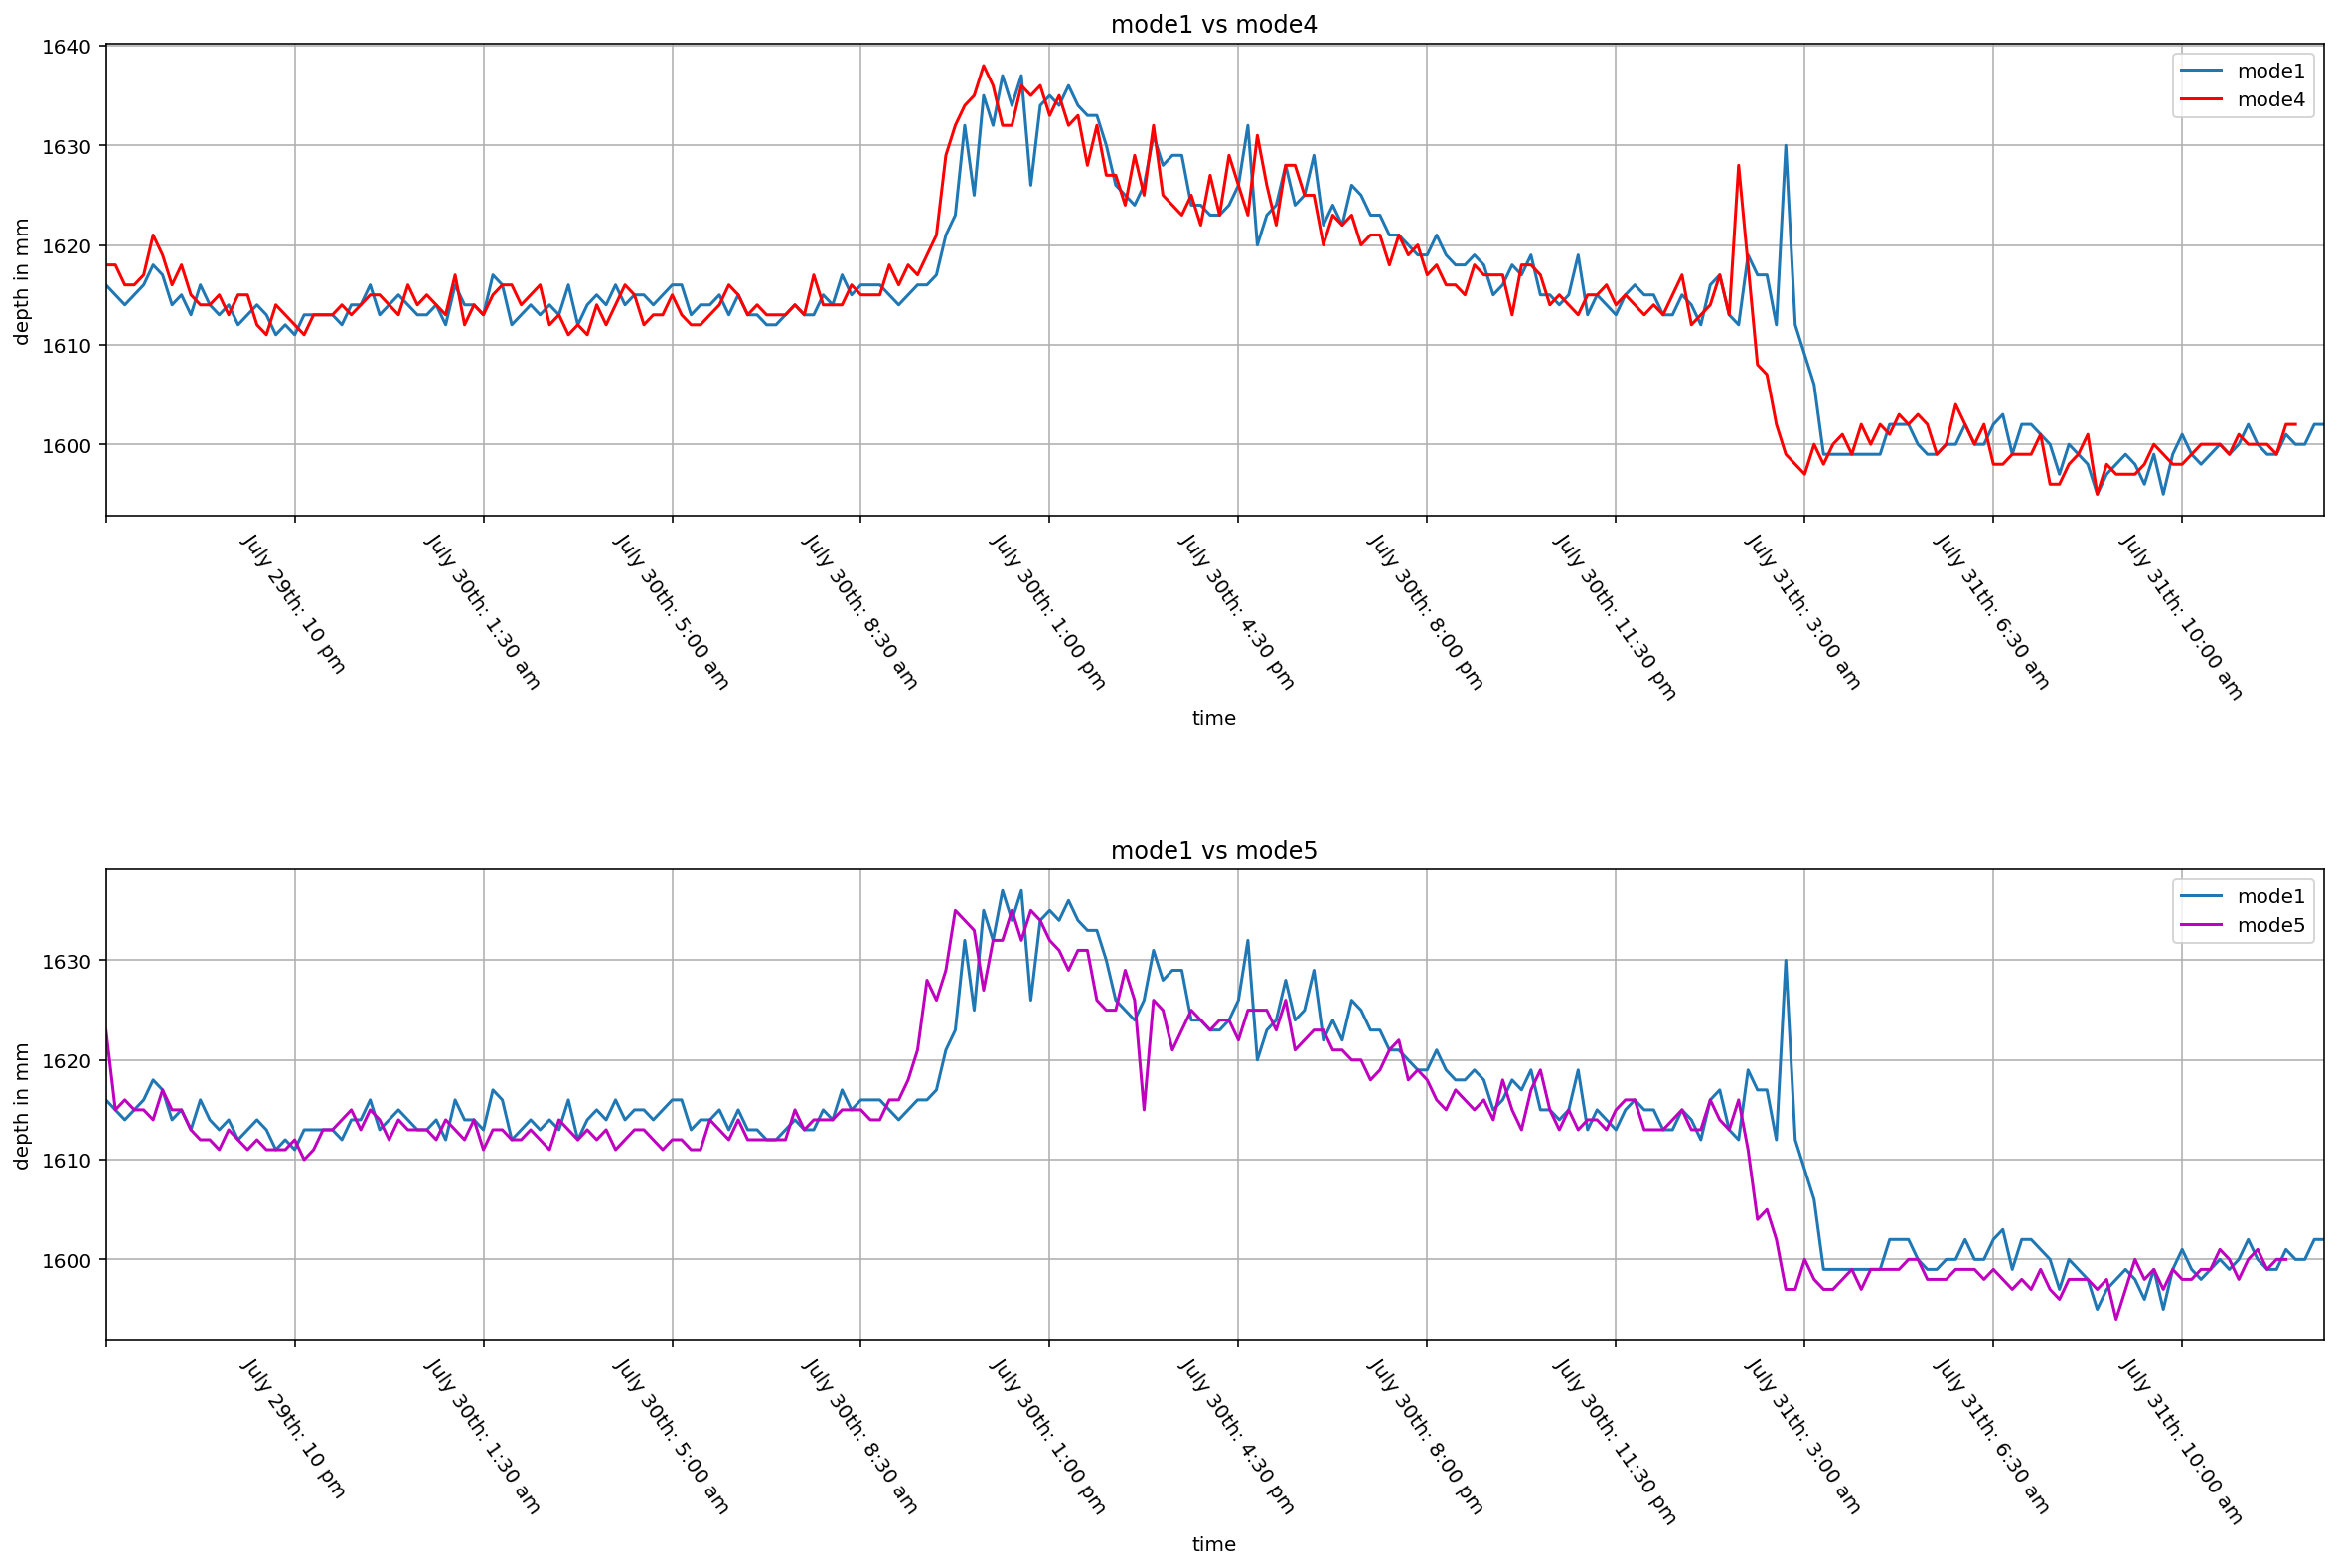 mode1 vs mode4
1640
1630
1620
1610
1600
depth in mm
mode1
mode4
July 29th: 10 pm
July 30th: 1:30 am
July 30th: 5:00 am
July 30th: 8:30 am
July 30th: 1:00 pm
July 30th: 4:30 pm
July 30th: 8:00 pm
July 30th: 11:30 pm
July 31th: 3:00 am
July 31th: 6:30 am
July 31th: 10:00 am
time
mode1 vs mode5
1630
1620
1610
1600
depth in mm
mode1
mode5
July 29th: 10 pm
July 30th: 1:30 am
July 30th: 5:00 am
July 30th: 8:30 am
July 30th: 1:00 pm
July 30th: 4:30 pm
July 30th: 8:00 pm
July 30th: 11:30 pm
July 31th: 3:00 am
July 31th: 6:30 am
July 31th: 10:00 am
time